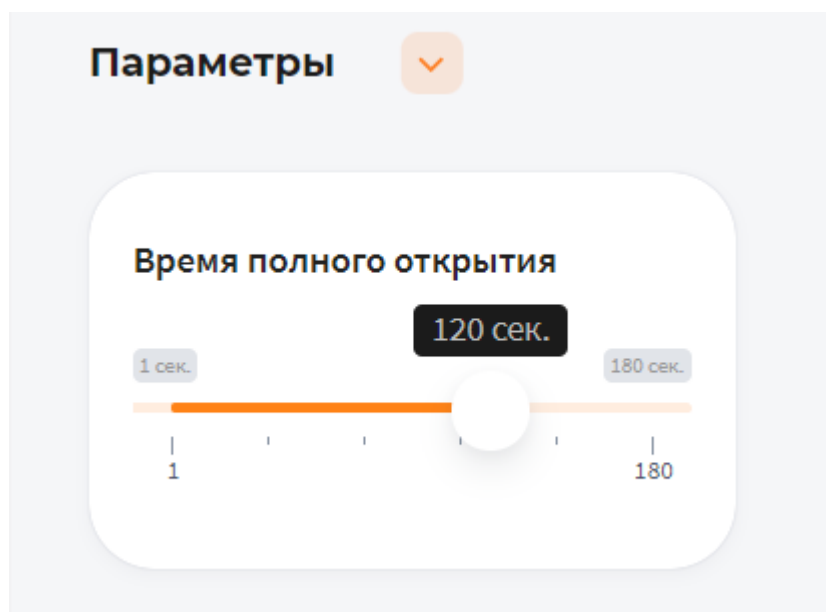 Параметры
Время полного открытия
120 сек.
1 сек.
180 сек.
1
180